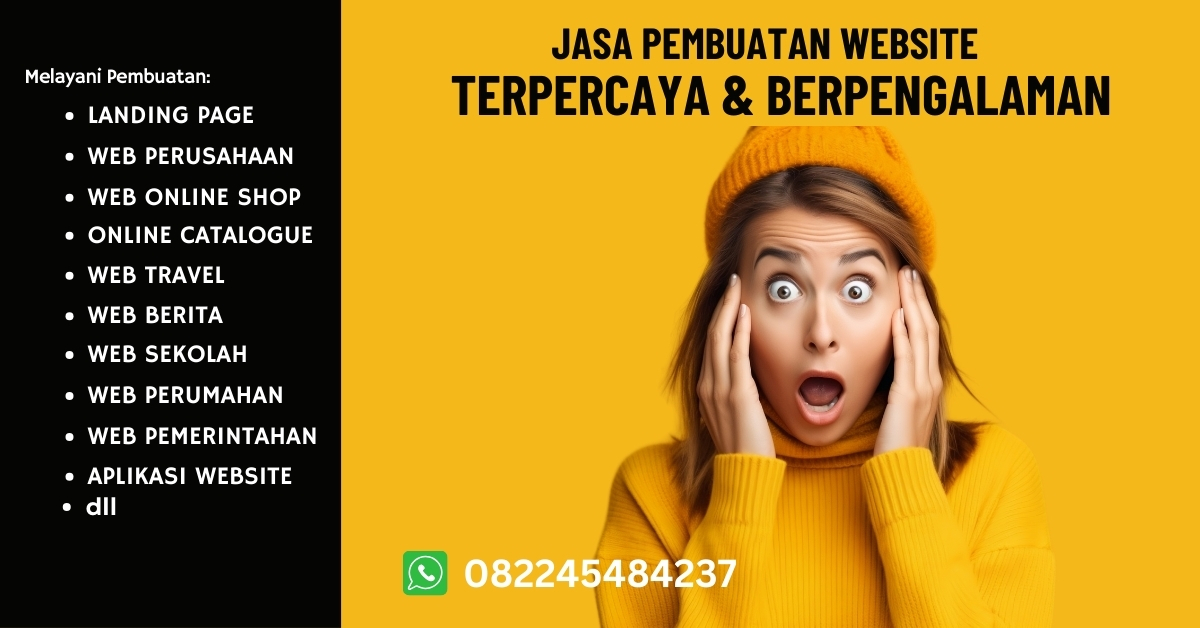 JASA PEMBUATAN WEBSITE
TERPERCAYA & BERPENGALAMAN
Melayani Pembuatan:
• LANDING PAGE
• WEB PERUSAHAAN
• WEB ONLINE SHOP
• ONLINE CATALOGUE
• WEB TRAVEL
• WEB BERITA
• WEB SEKOLAH
• WEB PERUMAHAN
• WEB PEMERINTAHAN
• APLIKASI WEBSITE
• dll
082245484237